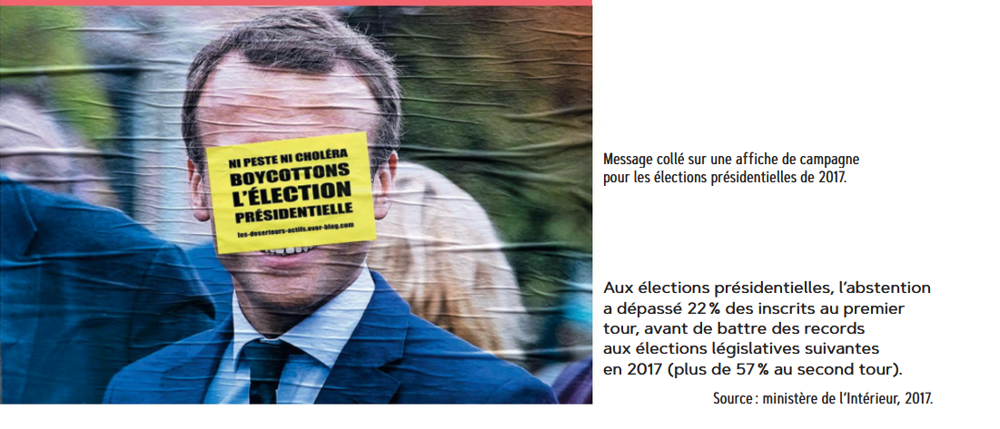 NI PESTE NI CHOLÉRA
BOYCOTTONS
L'ÉLECTION
PRÉSIDENTIELLE
les-deserteurs-actifs.over-blog.com
Message collé sur une affiche de campagne
pour les élections présidentielles de 2017.
Aux élections présidentielles, l'abstention
a dépassé 22 % des inscrits au premier
tour, avant de battre des records
aux élections législatives suivantes
en 2017 (plus de 57 % au second tour).
Source : ministère de l'Intérieur, 2017.